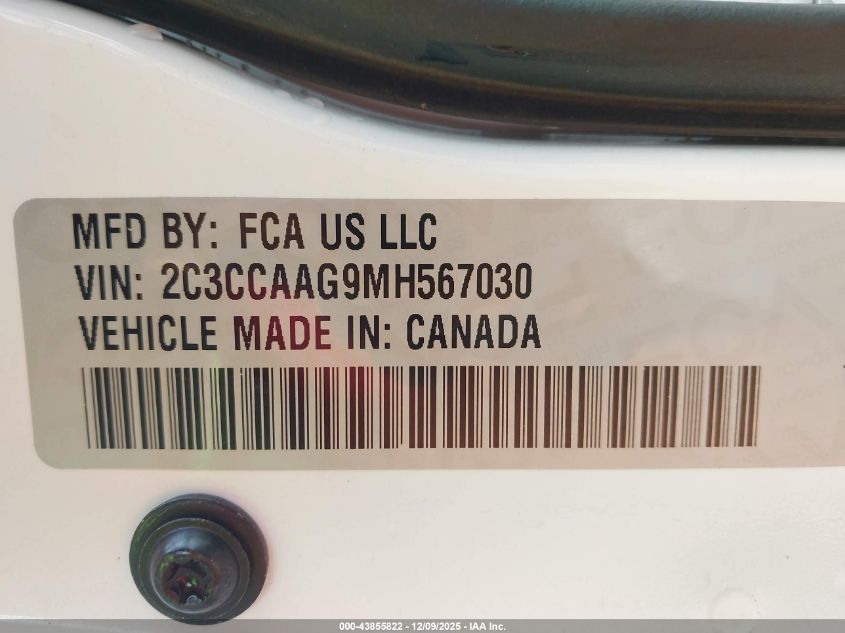 MFD BY: FCA US LLC
VIN: 2C3CCAAG9MH567030
VEHICLE MADE IN: CANADA
000-43855822 - 12/09/2025 - IAA Inc.